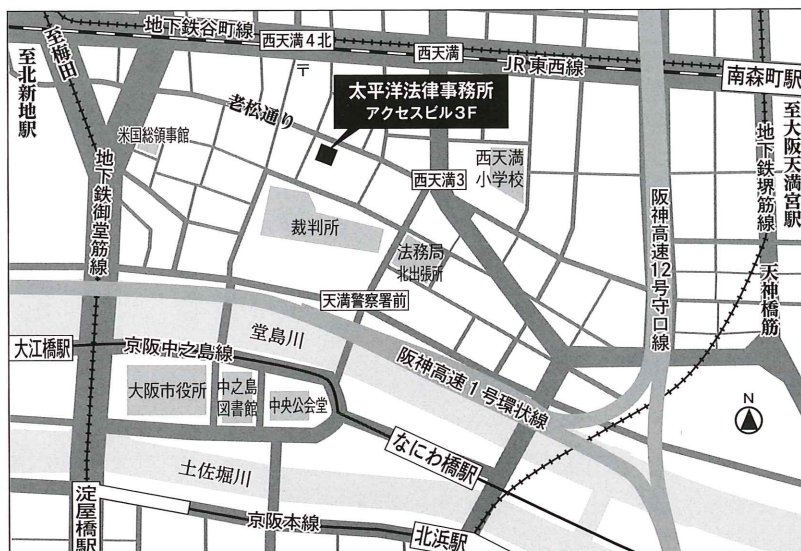 地下鉄谷町線
西天満4北
西天満
JR東西線
南森町駅
至梅田
至北新地駅
〒
太平洋法律事務所
アクセスビル3F
老松通り
米国総領事館
西天満3
西天満
小学校
至大阪天満宮駅
地下鉄堺筋線
天神橋筋
地下鉄御堂筋線
裁判所
法務局
北出張所
阪神高速12号守口線
天満警察署前
堂島川
大江橋駅
京阪中之島線
阪神高速1号環状線
大阪市役所
中之島
図書館
中央公会堂
N
なにわ橋駅
土佐堀川
淀屋橋駅
京阪本線
北浜駅